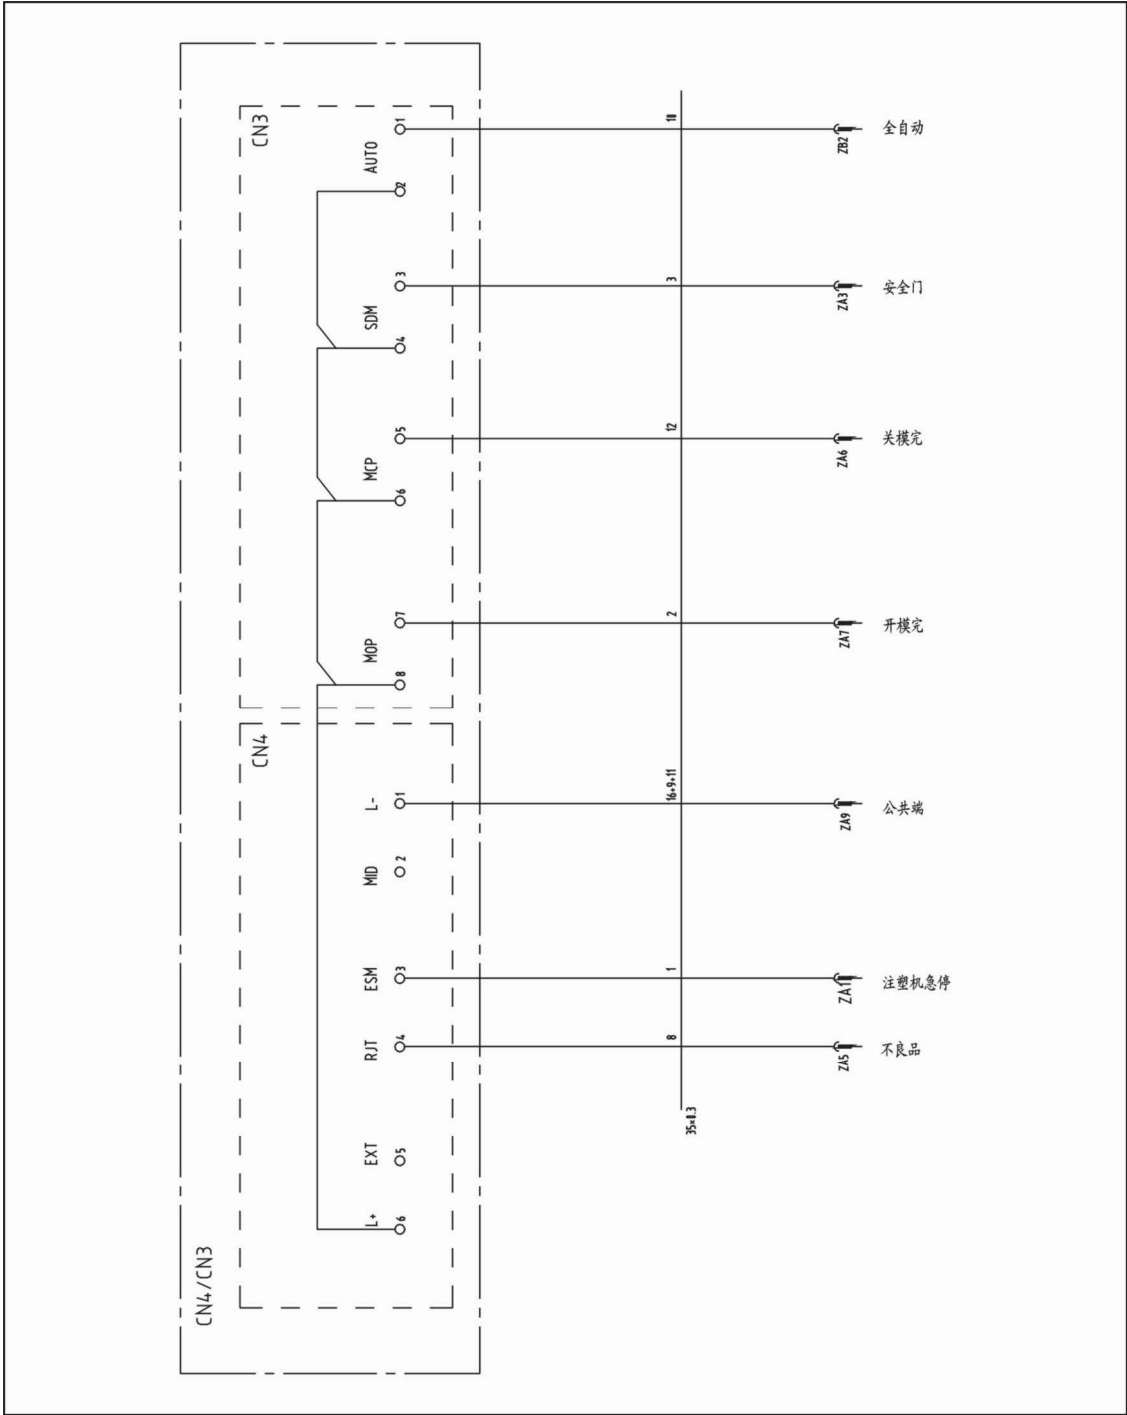 CN3
AUTO
1
2
10
ZB2
全自动
SDM
3
4
3
ZA3
安全门
MCP
5
6
12
ZA6
关模完
MOP
7
8
2
ZA7
开模完
CN4
L-
1
16+9+11
ZA9
公共端
MID
2
ESM
3
1
ZA1
注塑机急停
RJT
4
8
ZA5
不良品
35×0.3
EXT
5
L+
6
CN4/CN3